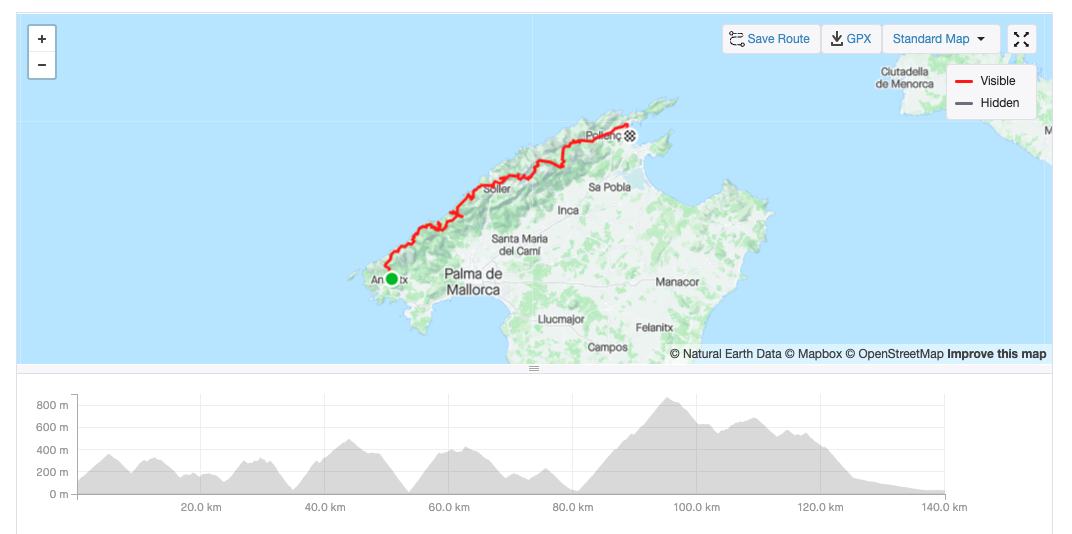 +
−
Save Route
GPX
Standard Map
Visible
Hidden
Ciutadella
de Menorca
M
Pollenç
Sóller
Sa Pobla
Inca
Santa Maria
del Camí
An tx
Palma de
Mallorca
Manacor
Llucmajor
Felanitx
Campos
© Natural Earth Data © Mapbox © OpenStreetMap Improve this map
800 m
600 m
400 m
200 m
0 m
20.0 km
40.0 km
60.0 km
80.0 km
100.0 km
120.0 km
140.0 km